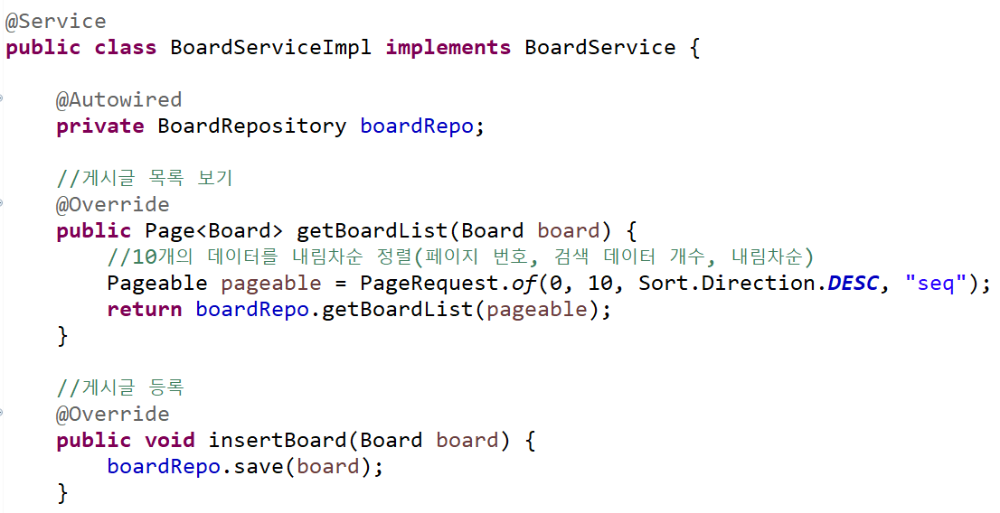 @Service
public class BoardServiceImpl implements BoardService {
@Autowired
private BoardRepository boardRepo;
//게시글 목록 보기
@Override
public Page<Board> getBoardList(Board board) {
//10개의 데이터를 내림차순 정렬(페이지 번호, 검색 데이터 개수, 내림차순)
Pageable pageable = PageRequest.of(0, 10, Sort.Direction.DESC, "seq");
return boardRepo.getBoardList(pageable);
}
//게시글 등록
@Override
public void insertBoard(Board board) {
boardRepo.save(board);
}